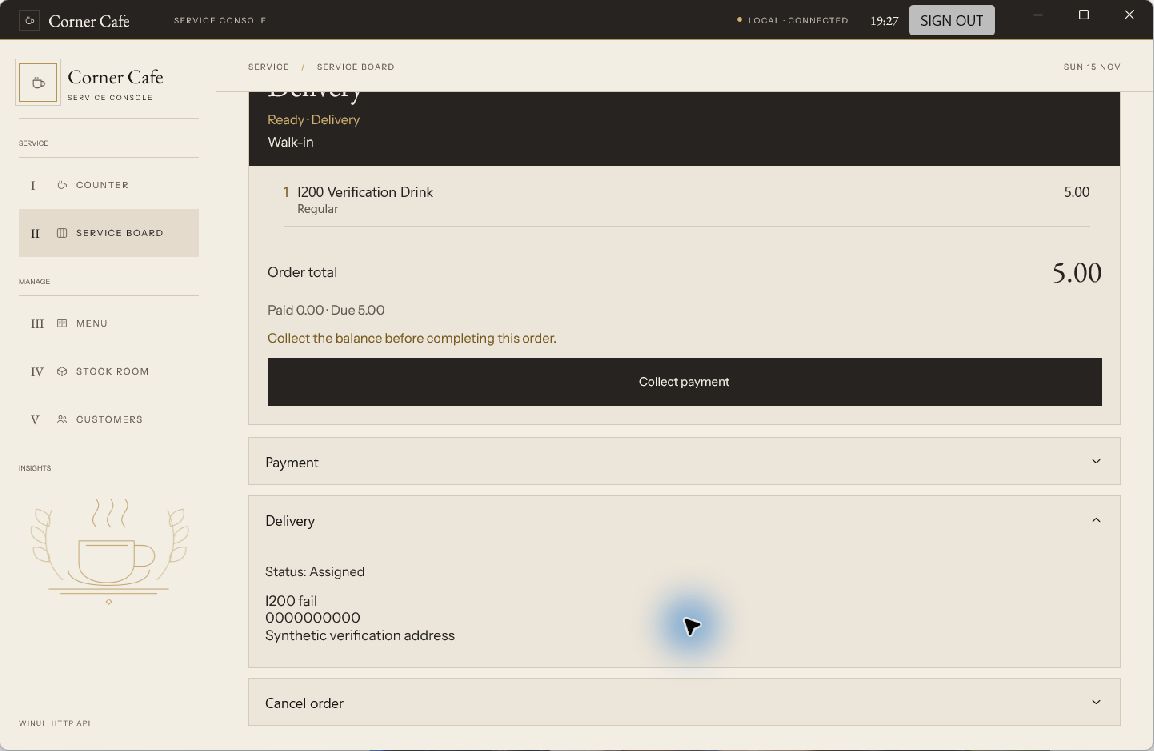 Corner Cafe
SERVICE CONSOLE
LOCAL · CONNECTED
19:27
SIGN OUT
Corner Cafe
SERVICE CONSOLE
SERVICE / SERVICE BOARD
SUN 15 NOV
SERVICE
I COUNTER
II SERVICE BOARD
MANAGE
III MENU
IV STOCK ROOM
V CUSTOMERS
INSIGHTS
WINUI HTTP API
Delivery
Ready · Delivery
Walk-in
1 I200 Verification Drink 5.00
Regular
Order total 5.00
Paid 0.00 · Due 5.00
Collect the balance before completing this order.
Collect payment
Payment
Delivery
Status: Assigned
I200 fail
0000000000
Synthetic verification address
Cancel order